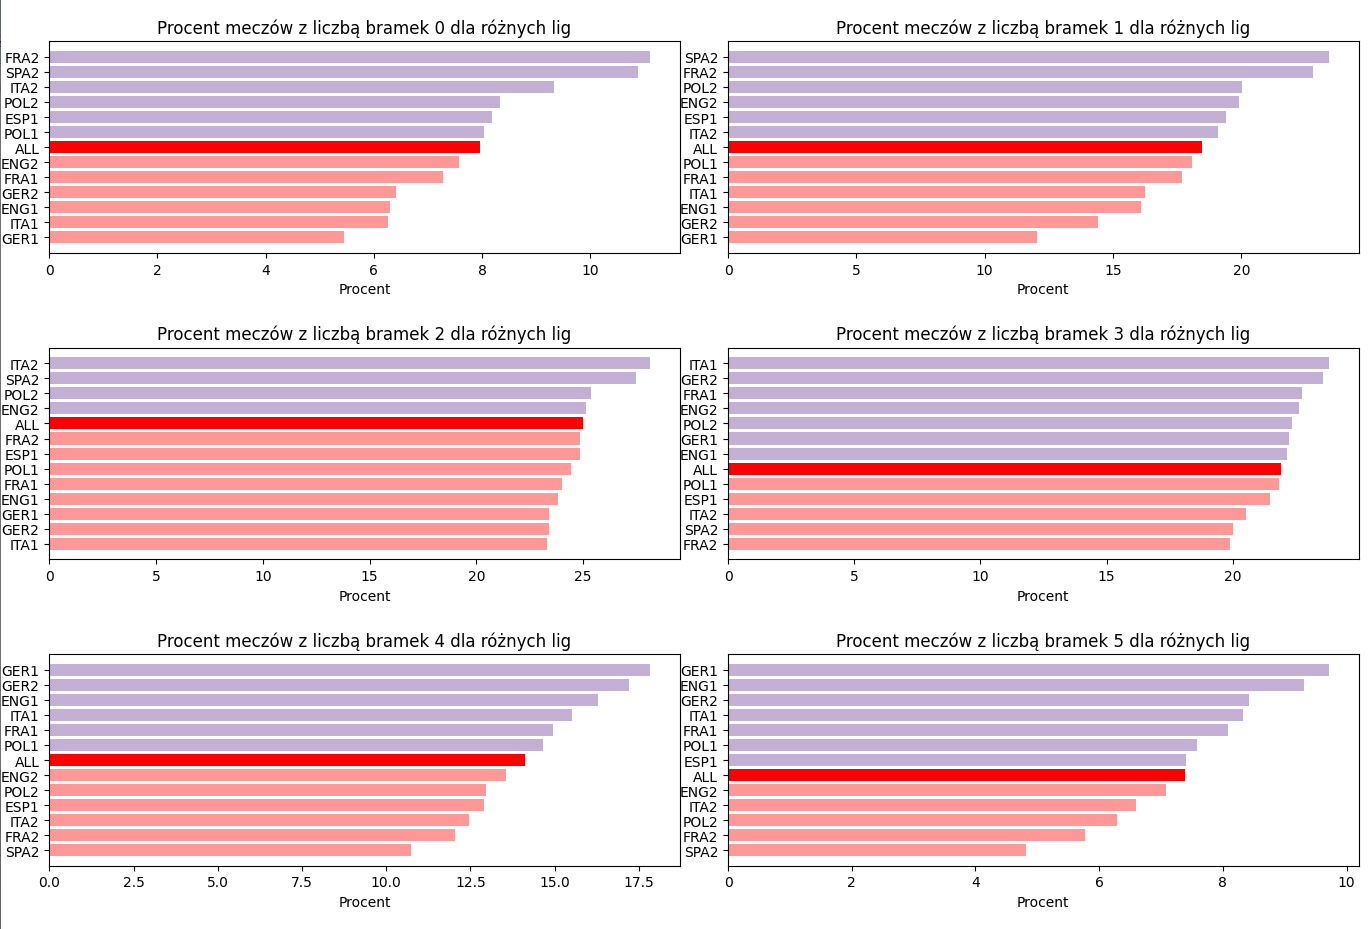 Procent meczów z liczbą bramek 0 dla różnych lig
FRA2
SPA2
ITA2
POL2
ESP1
POL1
ALL
ENG2
FRA1
GER2
ENG1
ITA1
GER1
0 2 4 6 8 10
Procent
Procent meczów z liczbą bramek 1 dla różnych lig
SPA2
FRA2
POL2
ENG2
ESP1
ITA2
ALL
POL1
FRA1
ITA1
ENG1
GER2
GER1
0 5 10 15 20
Procent
Procent meczów z liczbą bramek 2 dla różnych lig
ITA2
SPA2
POL2
ENG2
ALL
FRA2
ESP1
POL1
FRA1
ENG1
GER1
GER2
ITA1
0 5 10 15 20 25
Procent
Procent meczów z liczbą bramek 3 dla różnych lig
ITA1
GER2
FRA1
ENG2
POL2
GER1
ENG1
ALL
POL1
ESP1
ITA2
SPA2
FRA2
0 5 10 15 20
Procent
Procent meczów z liczbą bramek 4 dla różnych lig
GER1
GER2
ENG1
ITA1
FRA1
POL1
ALL
ENG2
POL2
ESP1
ITA2
FRA2
SPA2
0.0 2.5 5.0 7.5 10.0 12.5 15.0 17.5
Procent
Procent meczów z liczbą bramek 5 dla różnych lig
GER1
ENG1
GER2
ITA1
FRA1
POL1
ESP1
ALL
ENG2
ITA2
POL2
FRA2
SPA2
0 2 4 6 8 10
Procent